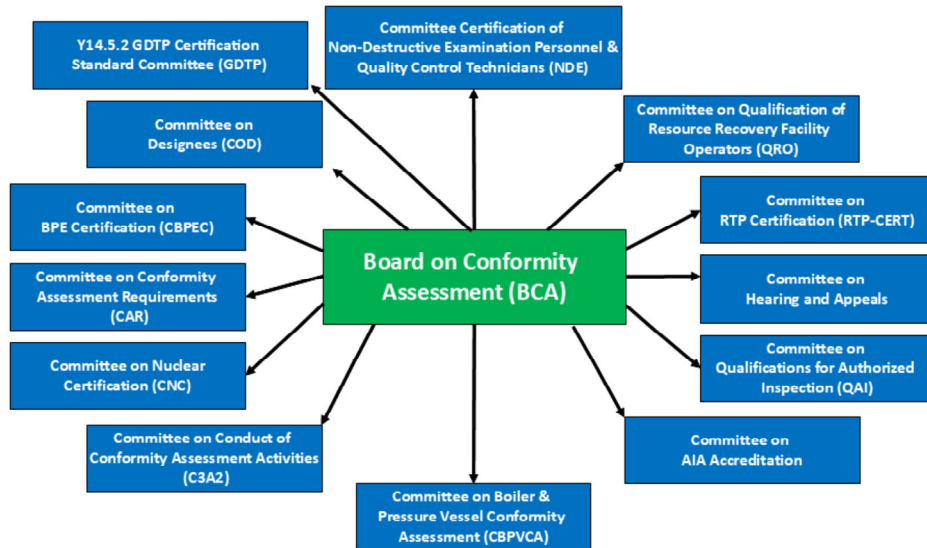 Y14.5.2 GDTP Certification
Standard Committee (GDTP)
Committee Certification of
Non-Destructive Examination Personnel &
Quality Control Technicians (NDE)
Committee on
Designees (COD)
Committee on Qualification of
Resource Recovery Facility
Operators (QRO)
Committee on
BPE Certification (CBPEC)
Committee on
RTP Certification (RTP-CERT)
Board on Conformity
Assessment (BCA)
Committee on Conformity
Assessment Requirements
(CAR)
Committee on
Hearing and Appeals
Committee on Nuclear
Certification (CNC)
Committee on
Qualifications for Authorized
Inspection (QAI)
Committee on Conduct of
Conformity Assessment Activities
(C3A2)
Committee on
AIA Accreditation
Committee on Boiler &
Pressure Vessel Conformity
Assessment (CBPVCA)